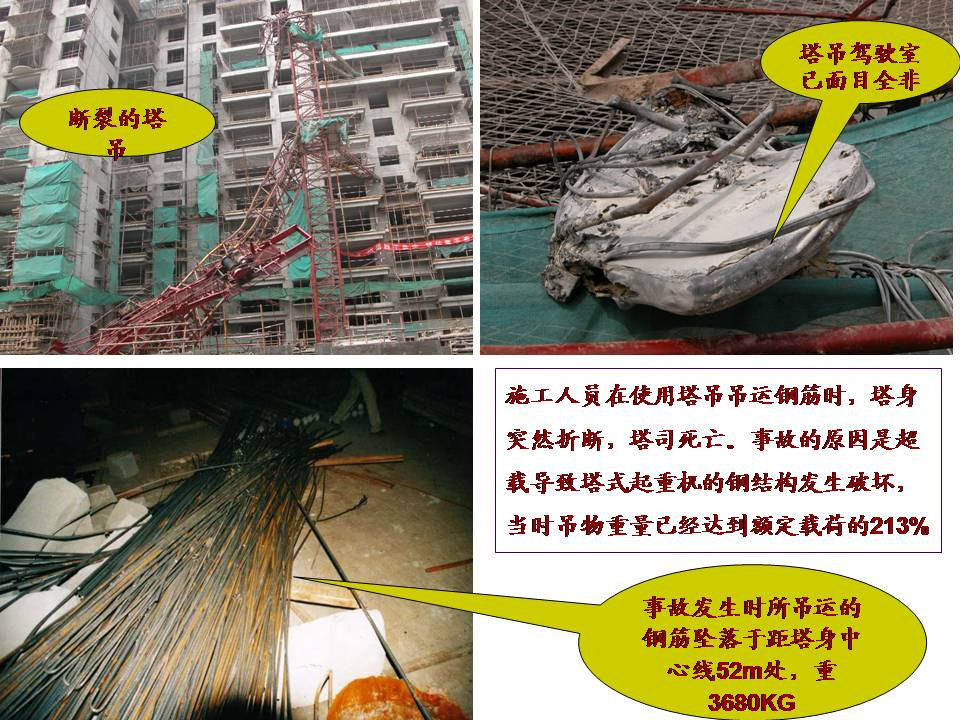 断裂的塔
吊
塔吊驾驶室
已面目全非
施工人员在使用塔吊吊运钢筋时，塔身
突然折断，塔司死亡。事故的原因是超
载导致塔式起重机的钢结构发生破坏，
当时吊物重量已经达到额定载荷的213%
事故发生时所吊运的
钢筋坠落于距塔身中
心线52m处，重
3680KG